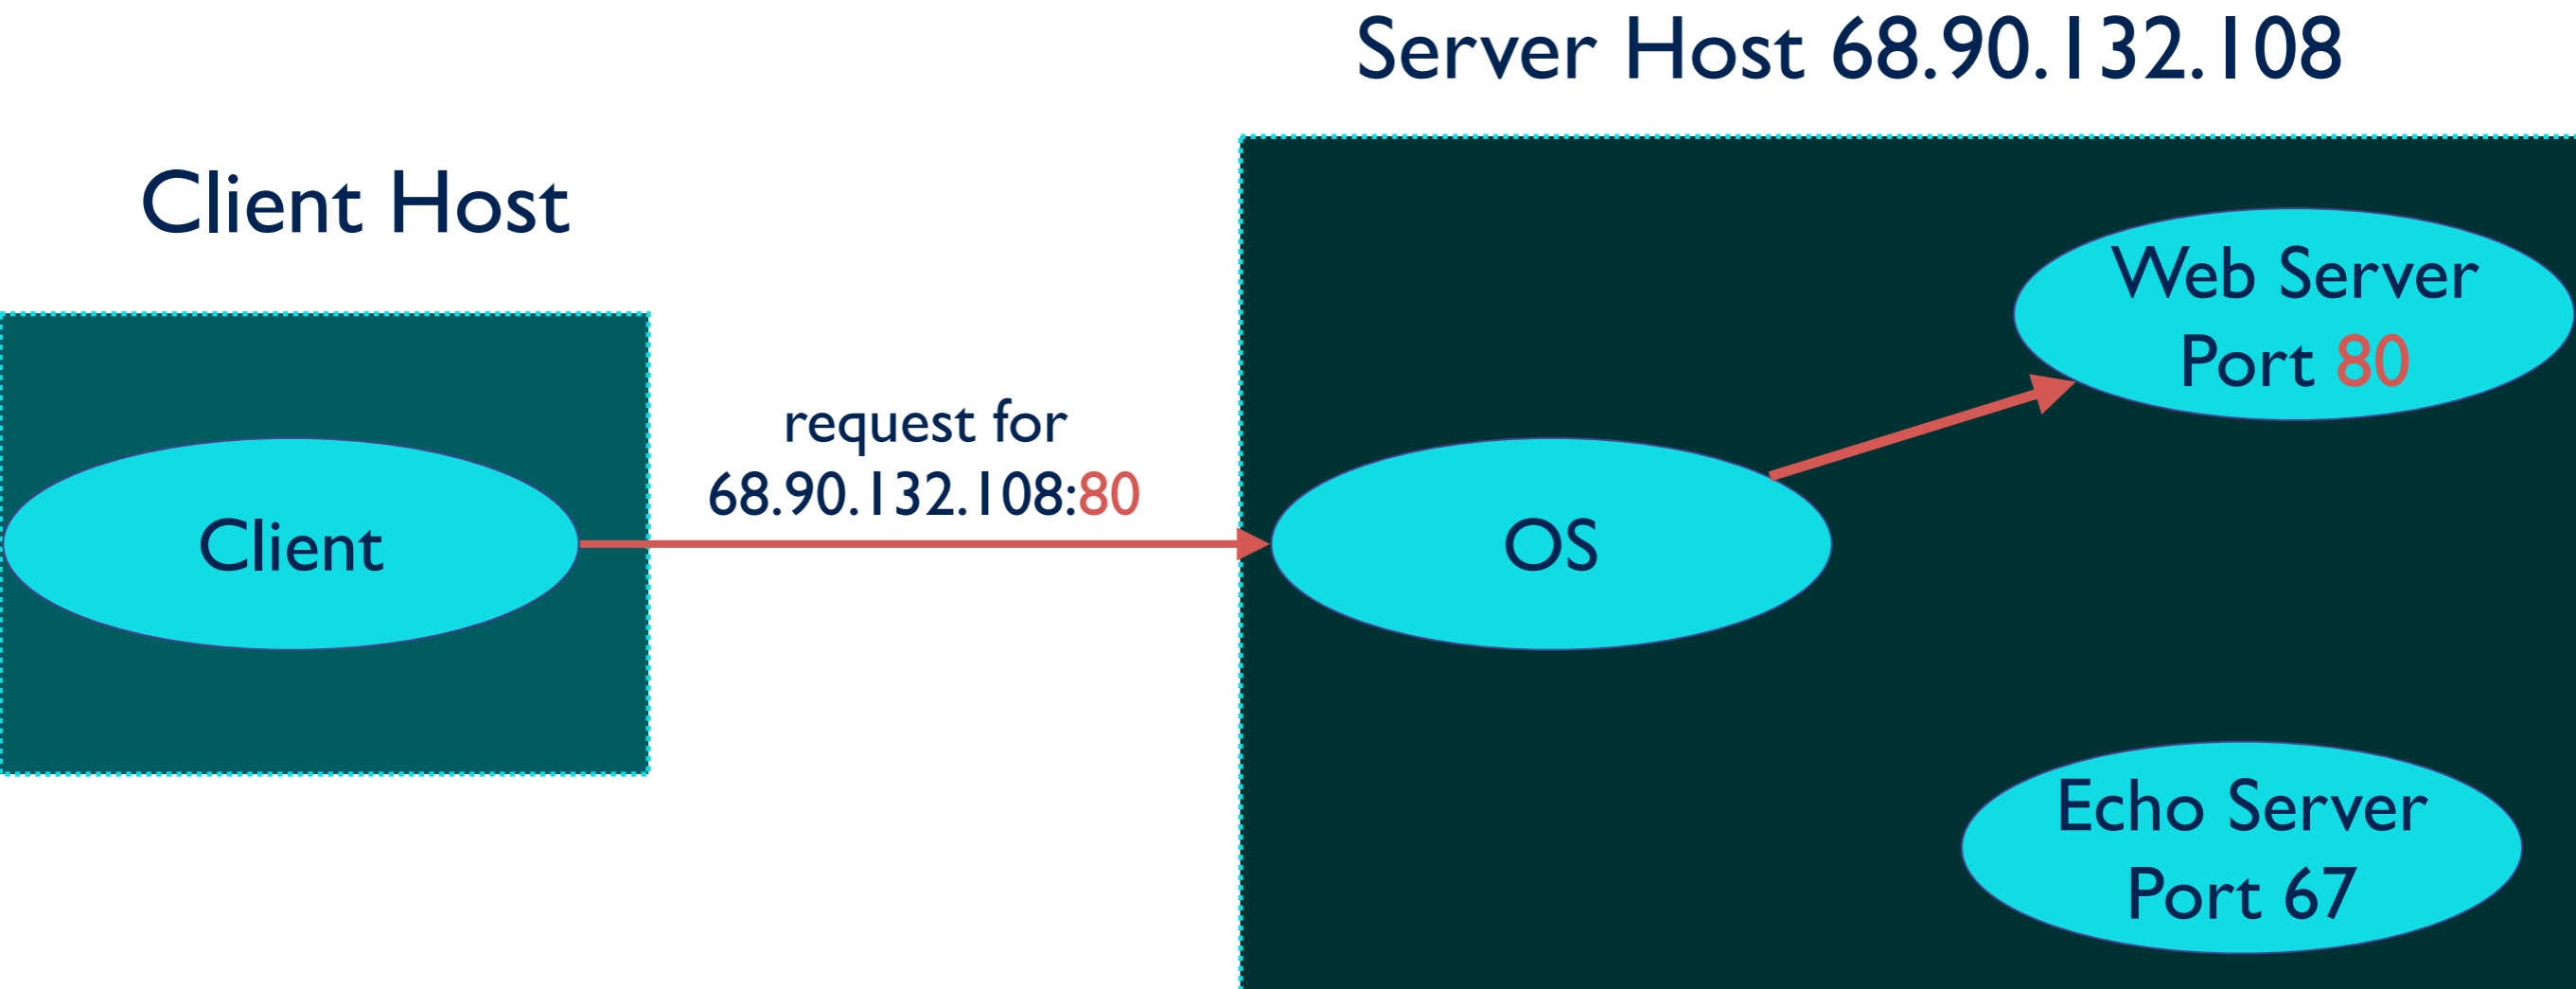 Server Host 68.90.132.108
Client Host
Web Server
Port 80
request for
68.90.132.108:80
Client
OS
Echo Server
Port 67